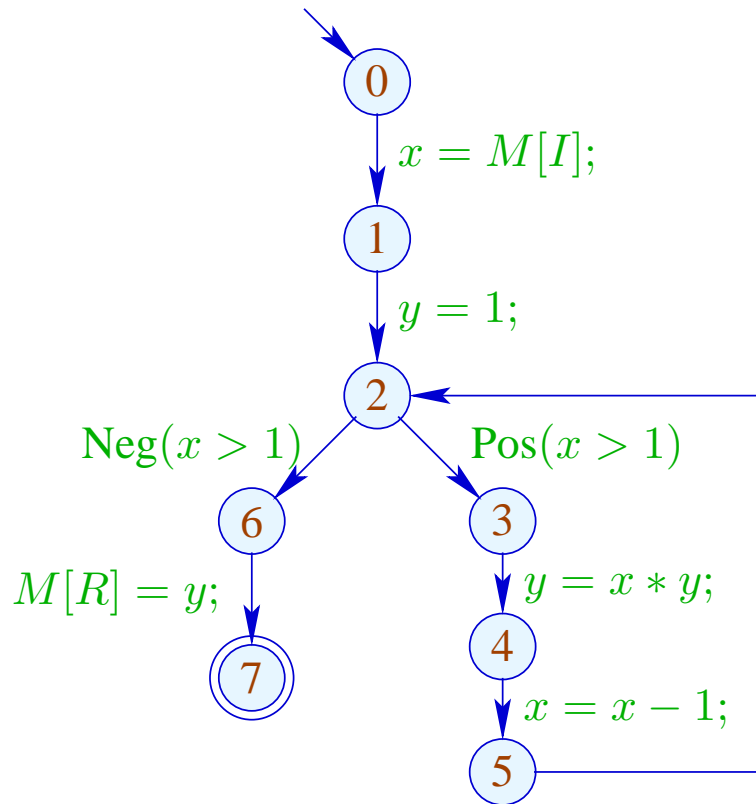 0
x = M[I];
1
y = 1;
2
Neg(x > 1) Pos(x > 1)
6 3
M[R] = y; y = x ∗ y;
7 4
x = x − 1;
5